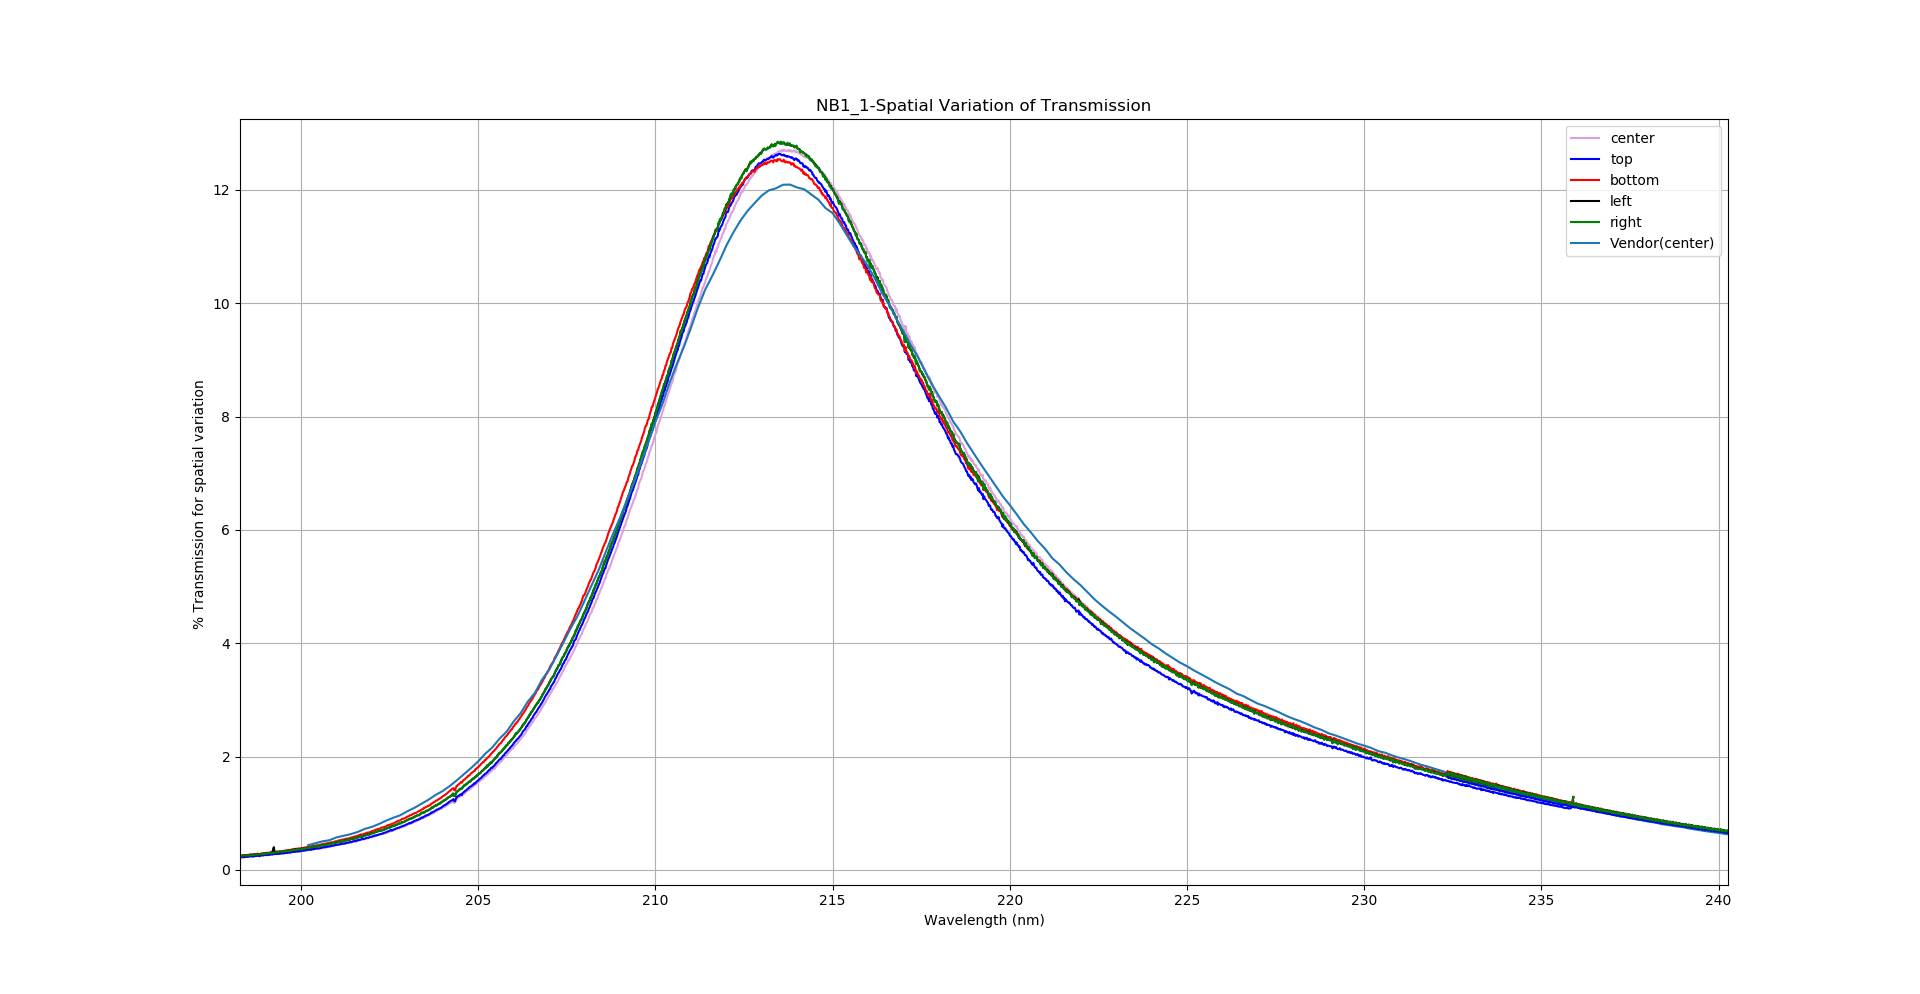 NB1_1-Spatial Variation of Transmission
center
top
bottom
left
right
Vendor(center)
% Transmission for spatial variation
12
10
8
6
4
2
0
200 205 210 215 220 225 230 235 240
Wavelength (nm)